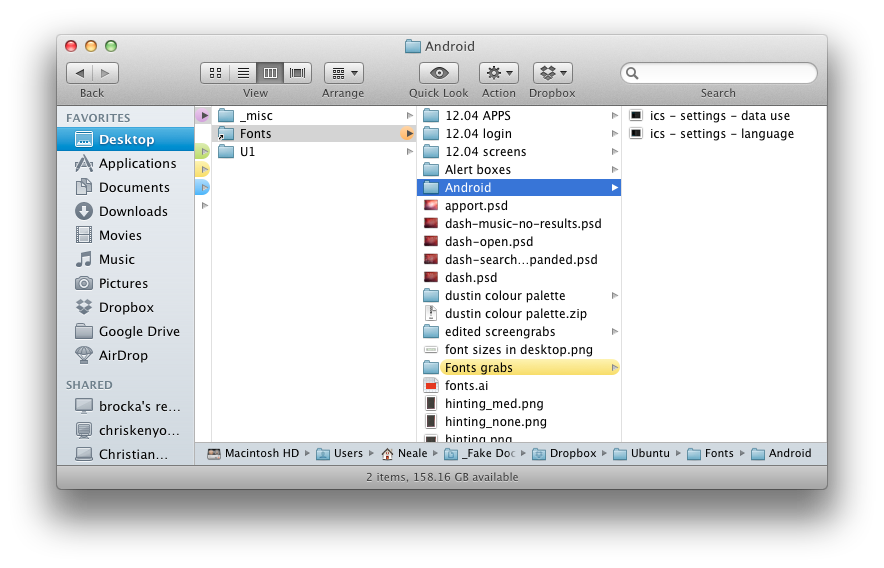 Android
Back
View
Arrange
Quick Look
Action
Dropbox
Search
FAVORITES
Desktop
Applications
Documents
Downloads
Movies
Music
Pictures
Dropbox
Google Drive
AirDrop
SHARED
brocka's re...
chriskenyo...
Christian...
_misc
Fonts
U1
12.04 APPS
12.04 login
12.04 screens
Alert boxes
Android
apport.psd
dash-music-no-results.psd
dash-open.psd
dash-search...panded.psd
dash.psd
dustin colour palette
dustin colour palette.zip
edited screengrabs
font sizes in desktop.png
Fonts grabs
fonts.ai
hinting_med.png
hinting_none.png
hinting.png
ics – settings – data use
ics – settings – language
Macintosh HD ▸ Users ▸ Neale ▸ _Fake Doc ▸ Dropbox ▸ Ubuntu ▸ Fonts ▸ Android
2 items, 158.16 GB available